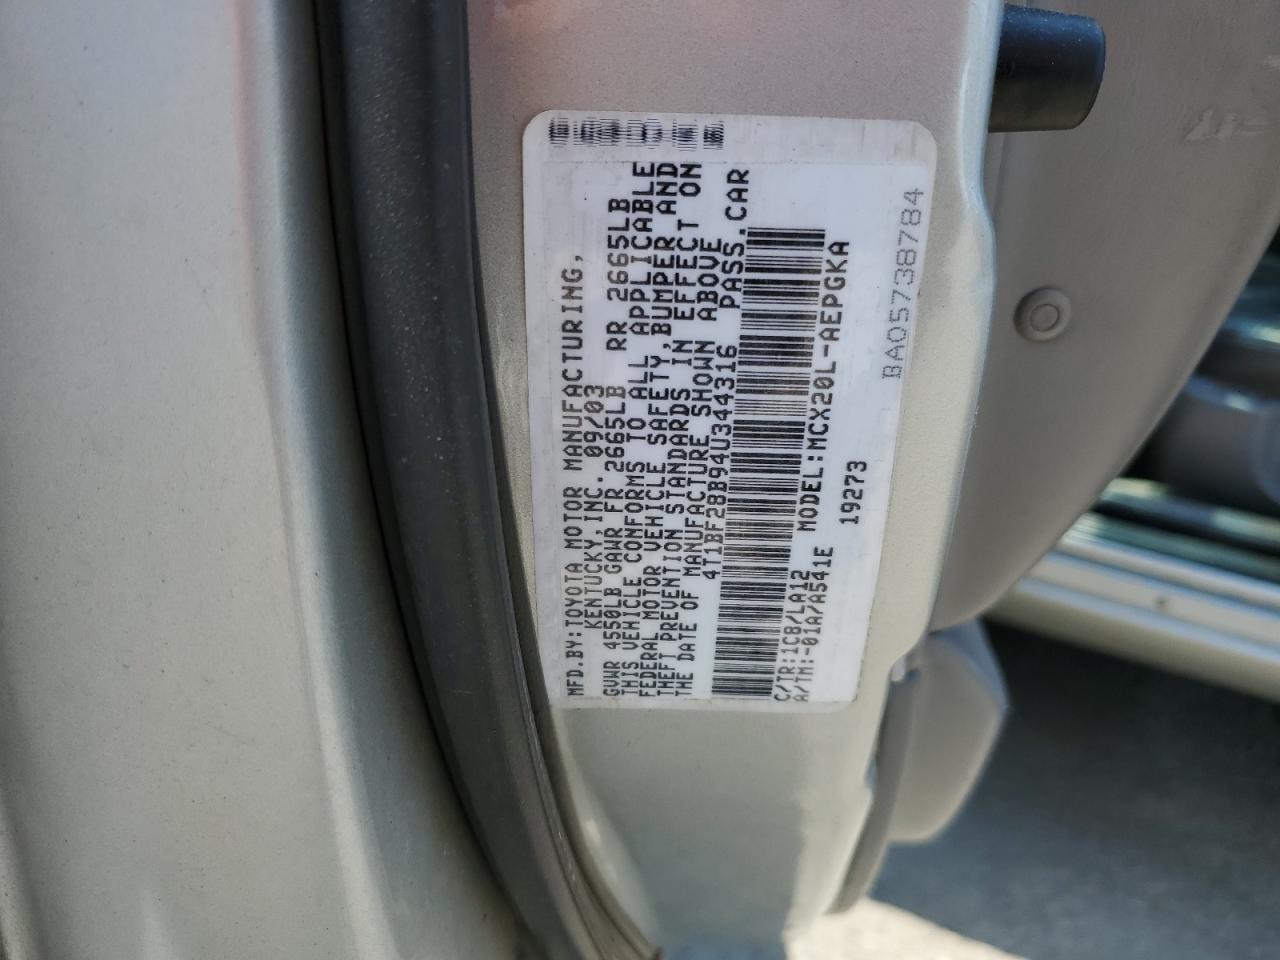 MFD.BY:TOYOTA MOTOR MANUFACTURING,
KENTUCKY,INC. 09/03
GVWR 4550LB GAWR FR 2665LB RR 2665LB
THIS VEHICLE CONFORMS TO ALL APPLICABLE
FEDERAL MOTOR VEHICLE SAFETY,BUMPER AND
THEFT PREVENTION STANDARDS IN EFFECT ON
THE DATE OF MANUFACTURE SHOWN ABOVE
4T1BF28B94U344316 PASS.CAR
C/TR:1CB/LA12 MODEL:MCX20L-AEPGKA
A/TM:-01A/A541E 19273
BA05738784